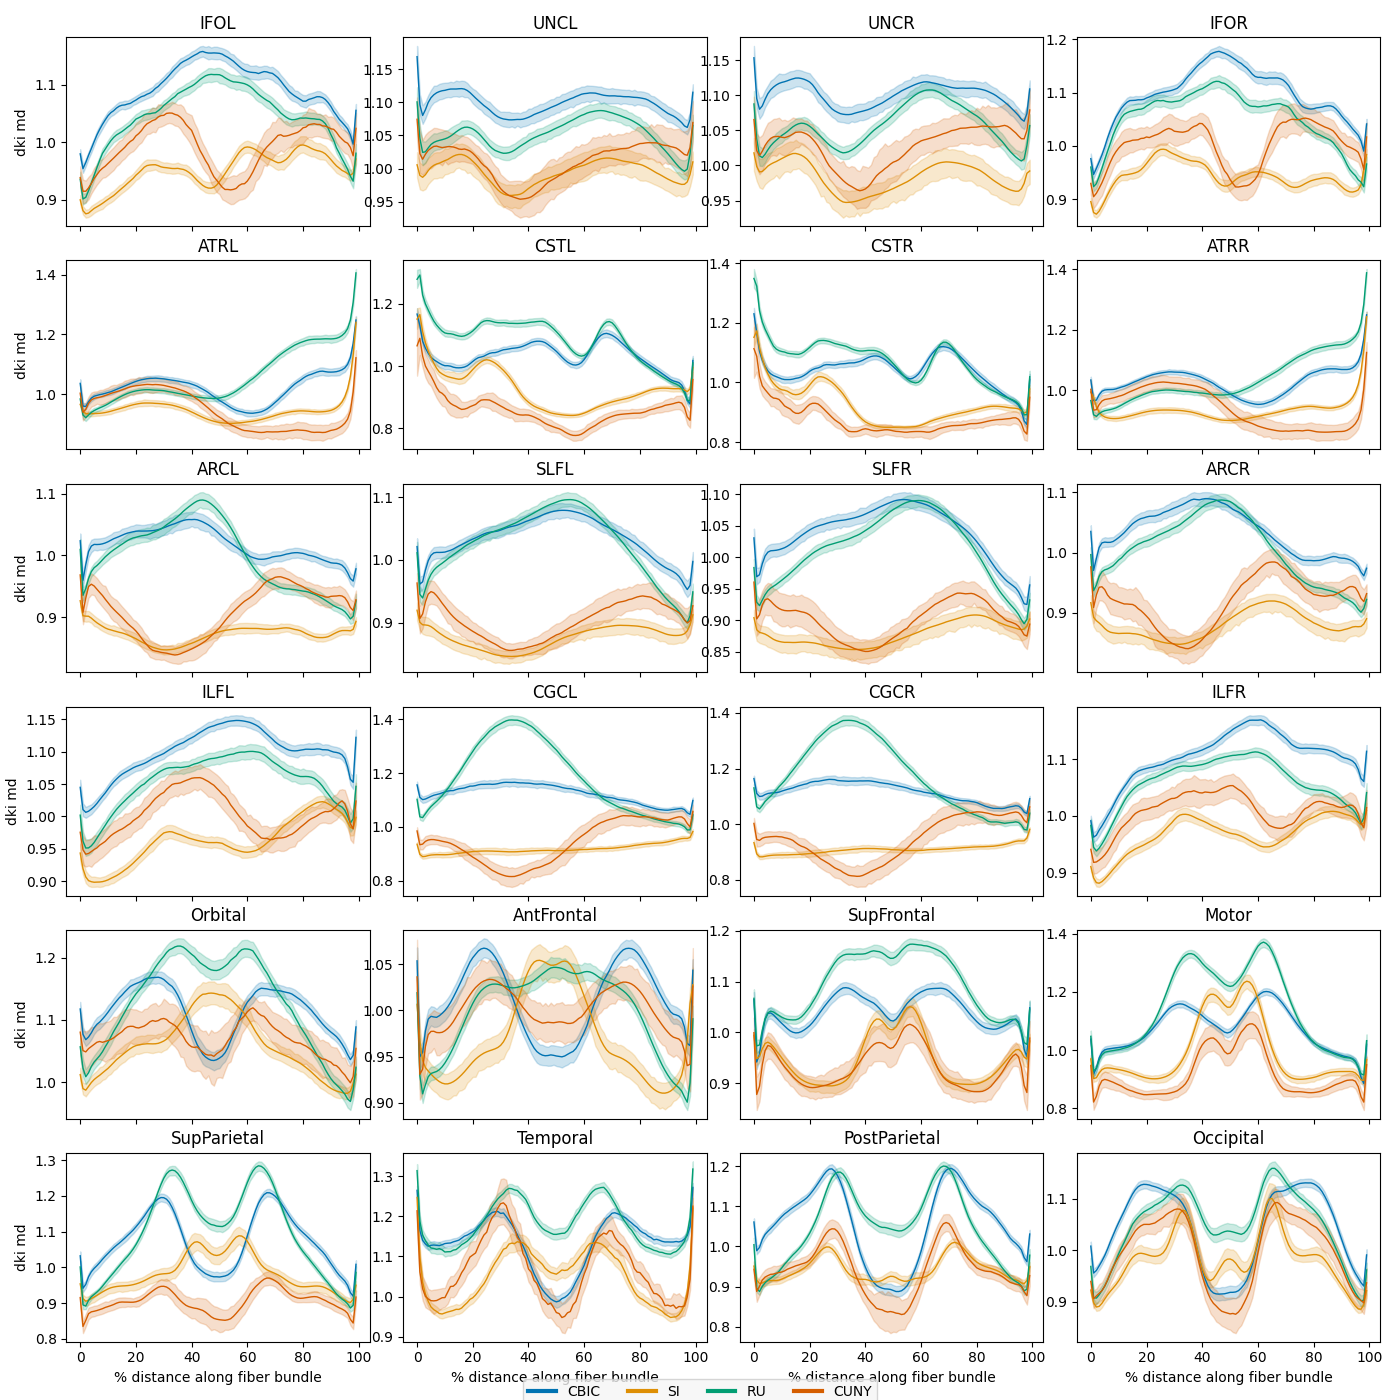 IFOL UNCL UNCR IFOR
dki md
1.1 1.0 0.9
1.15 1.10 1.05 1.00 0.95
1.15 1.10 1.05 1.00 0.95
1.2 1.1 1.0 0.9
ATRL CSTL CSTR ATRR
dki md
1.4 1.2 1.0
1.2 1.0 0.8
1.4 1.2 1.0 0.8
1.4 1.2 1.0
ARCL SLFL SLFR ARCR
dki md
1.1 1.0 0.9
1.1 1.0 0.9
1.10 1.05 1.00 0.95 0.90 0.85
1.1 1.0 0.9
ILFL CGCL CGCR ILFR
dki md
1.15 1.10 1.05 1.00 0.95 0.90
1.4 1.2 1.0 0.8
1.4 1.2 1.0 0.8
1.1 1.0 0.9
Orbital AntFrontal SupFrontal Motor
dki md
1.2 1.1 1.0
1.05 1.00 0.95 0.90
1.2 1.1 1.0 0.9
1.4 1.2 1.0 0.8
SupParietal Temporal PostParietal Occipital
dki md
1.3 1.2 1.1 1.0 0.9 0.8
1.3 1.2 1.1 1.0 0.9
1.2 1.1 1.0 0.9 0.8
1.1 1.0 0.9
0 20 40 60 80 100 0 20 40 60 80 100 0 20 40 60 80 100 0 20 40 60 80 100
% distance along fiber bundle % distance along fiber bundle % distance along fiber bundle % distance along fiber bundle
CBIC SI RU CUNY